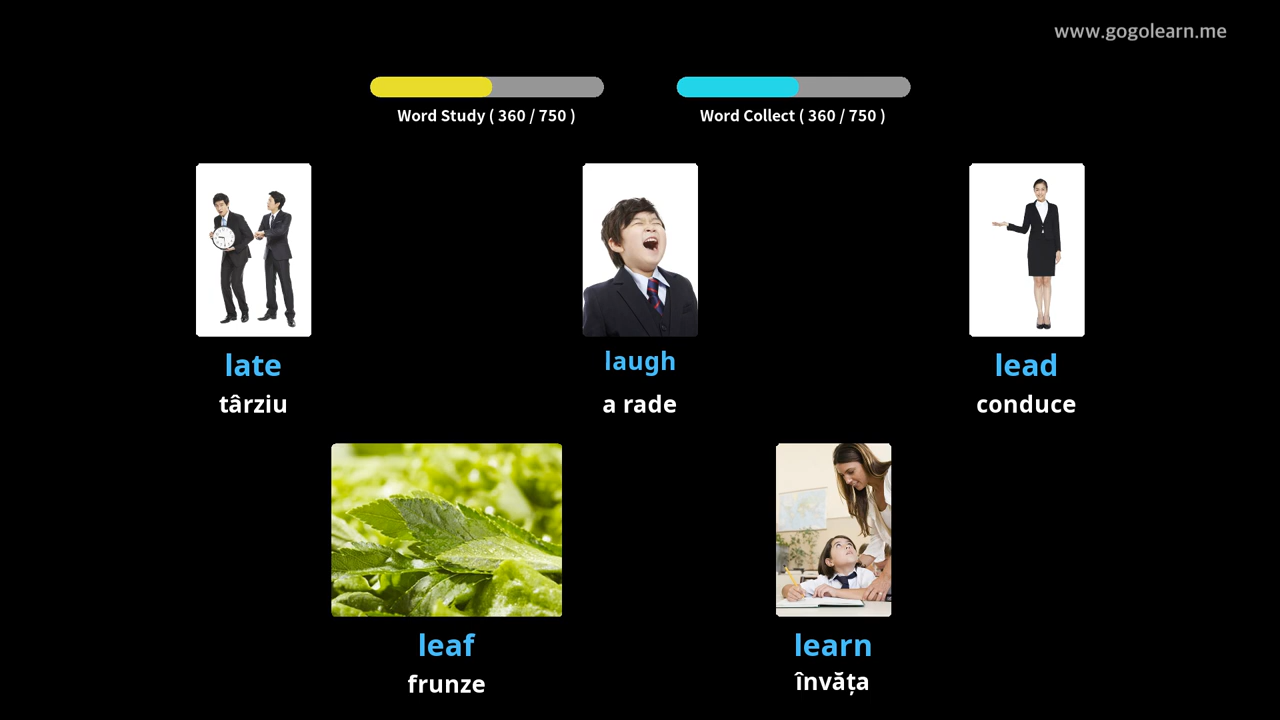 www.gogolearn.me
Word Study ( 360 / 750 )
Word Collect ( 360 / 750 )
late
târziu
laugh
a rade
lead
conduce
leaf
frunze
learn
învăța